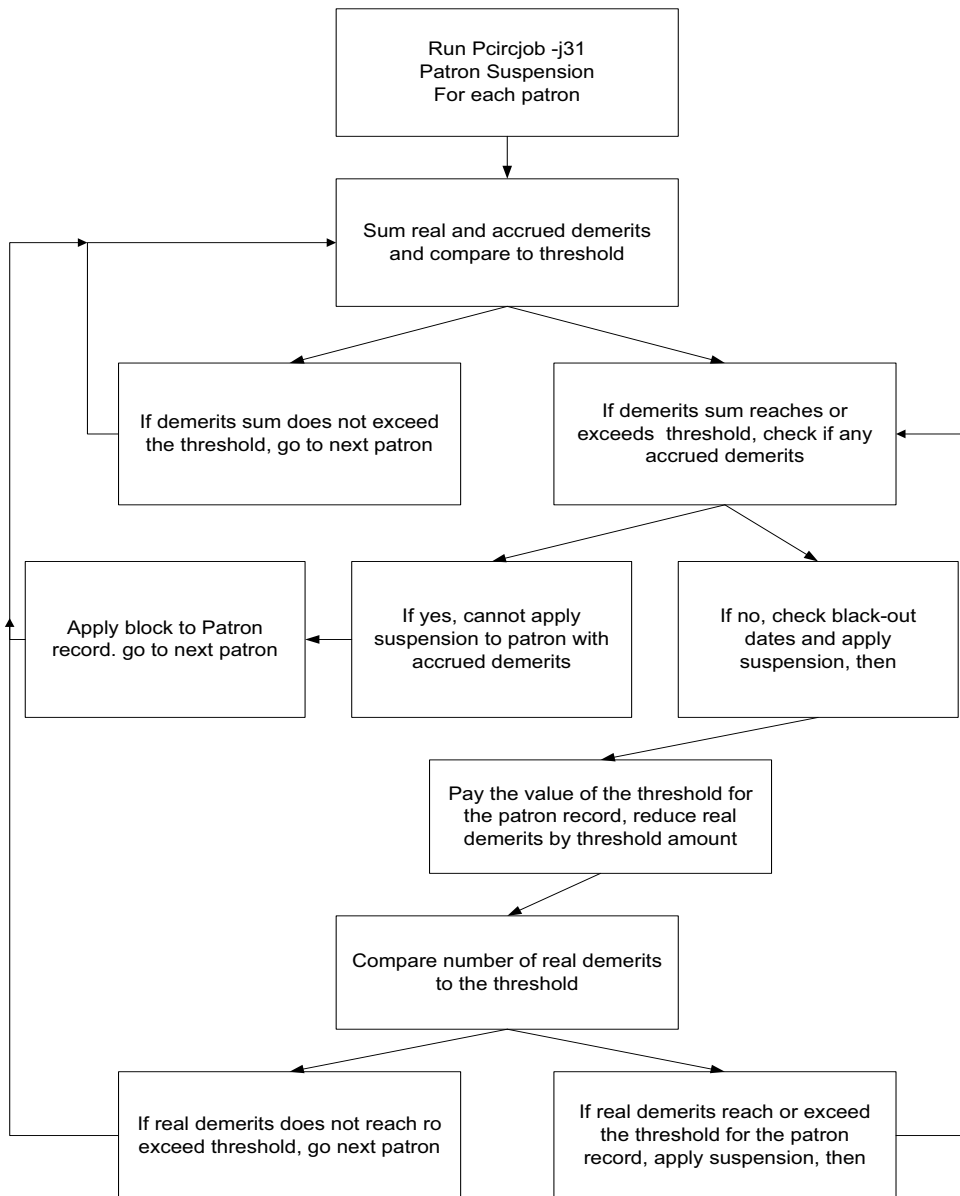 Run Pcircjob -j31
Patron Suspension
For each patron
Sum real and accrued demerits
and compare to threshold
If demerits sum does not exceed
the threshold, go to next patron
If demerits sum reaches or
exceeds threshold, check if any
accrued demerits
Apply block to Patron
record. go to next patron
If yes, cannot apply
suspension to patron with
accrued demerits
If no, check black-out
dates and apply
suspension, then
Pay the value of the threshold for
the patron record, reduce real
demerits by threshold amount
Compare number of real demerits
to the threshold
If real demerits does not reach ro
exceed threshold, go next patron
If real demerits reach or exceed
the threshold for the patron
record, apply suspension, then